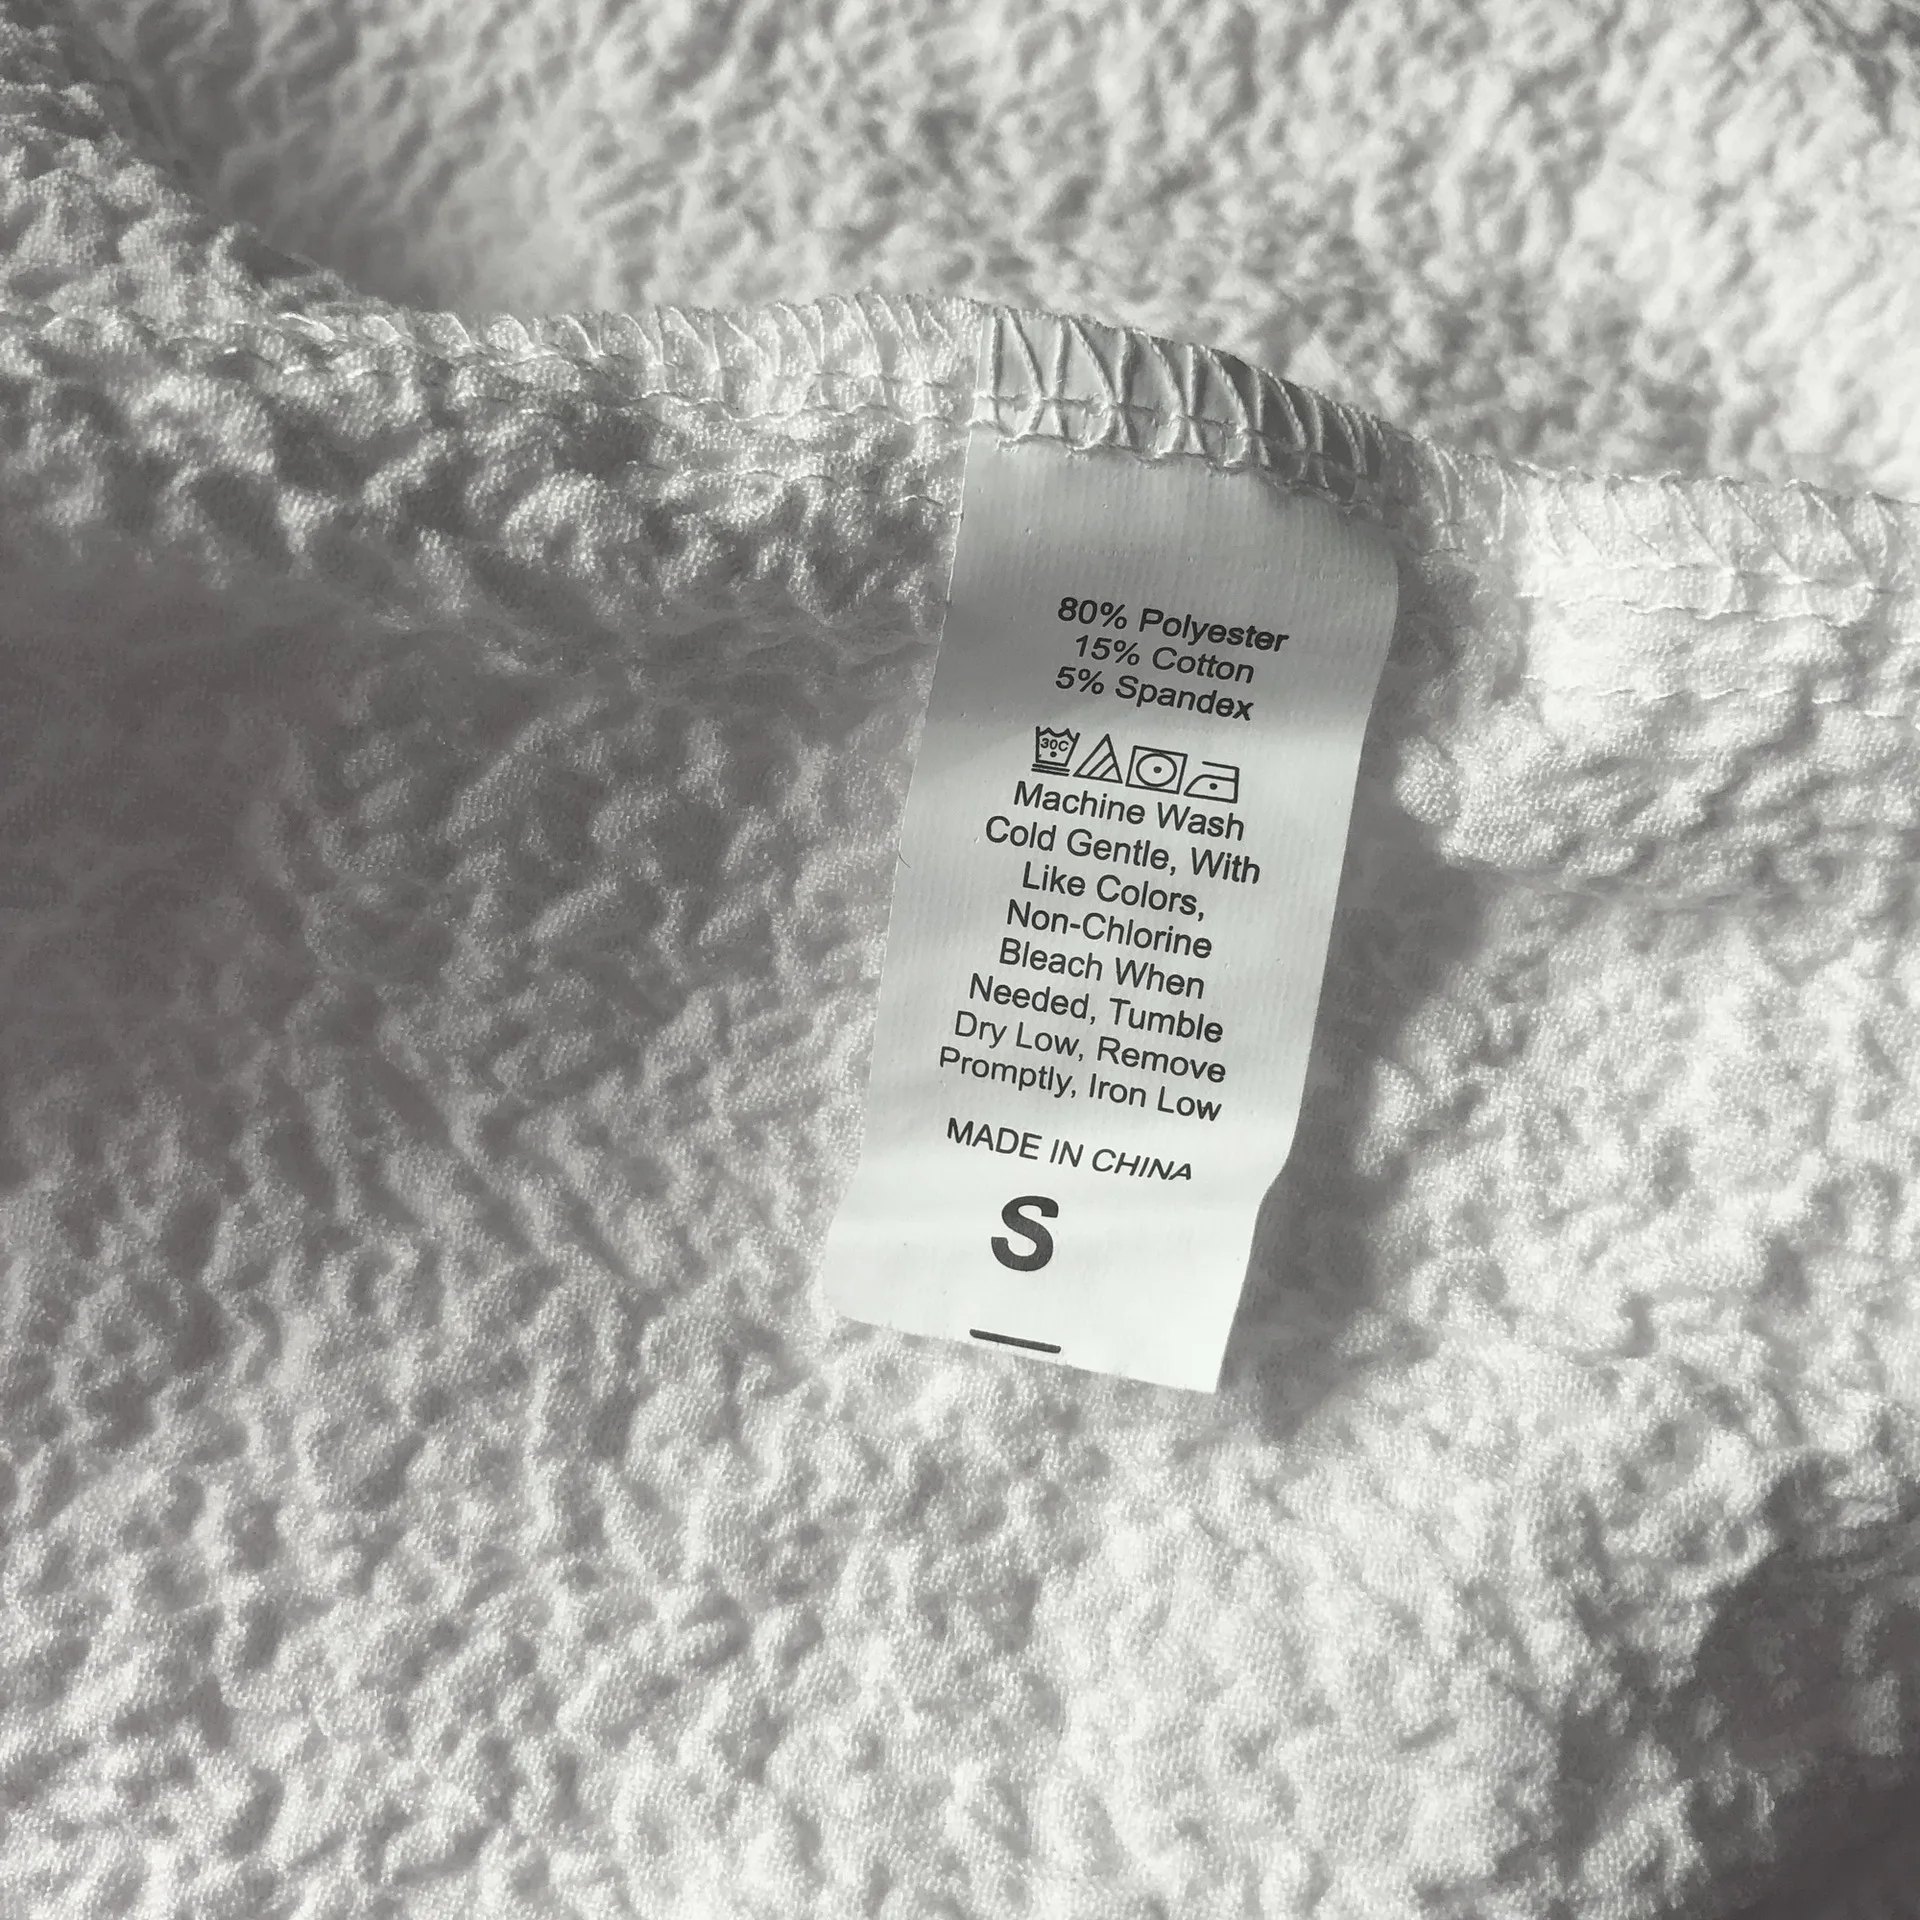 80% Polyester
15% Cotton
5% Spandex
30C
Machine Wash
Cold Gentle, With
Like Colors,
Non-Chlorine
Bleach When
Needed, Tumble
Dry Low, Remove
Promptly, Iron Low
MADE IN CHINA
S